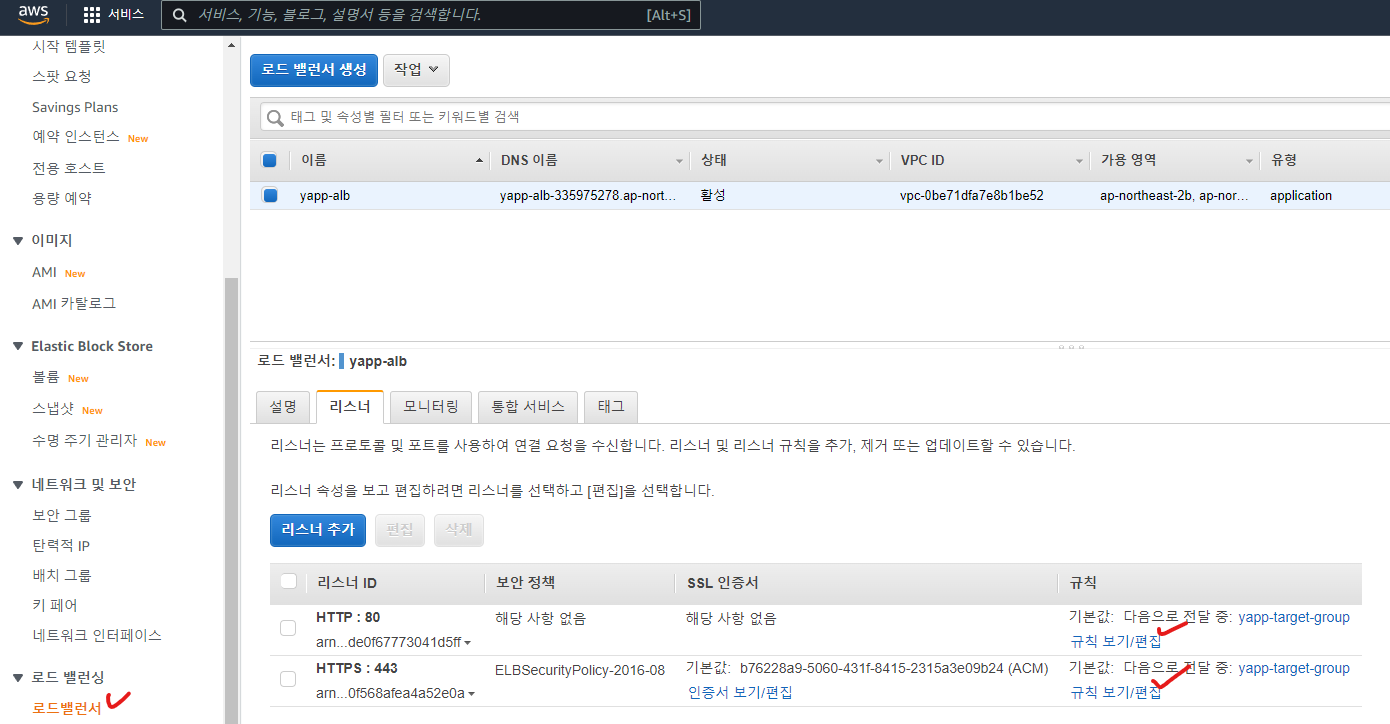 aws 서비스 서비스, 기능, 블로그, 설명서 등을 검색합니다. [Alt+S]
시작 템플릿
스팟 요청
Savings Plans
예약 인스턴스 New
전용 호스트
용량 예약
이미지
AMI New
AMI 카탈로그
Elastic Block Store
볼륨 New
스냅샷 New
수명 주기 관리자 New
네트워크 및 보안
보안 그룹
탄력적 IP
배치 그룹
키 페어
네트워크 인터페이스
로드 밸런싱
로드밸런서
로드 밸런서 생성 작업
태그 및 속성별 필터 또는 키워드별 검색
이름 DNS 이름 상태 VPC ID 가용 영역 유형
yapp-alb yapp-alb-335975278.ap-nort... 활성 vpc-0be71dfa7e8b1be52 ap-northeast-2b, ap-nor... application
로드 밸런서: yapp-alb
설명 리스너 모니터링 통합 서비스 태그
리스너는 프로토콜 및 포트를 사용하여 연결 요청을 수신합니다. 리스너 및 리스너 규칙을 추가, 제거 또는 업데이트할 수 있습니다.
리스너 속성을 보고 편집하려면 리스너를 선택하고 [편집]을 선택합니다.
리스너 추가 편집 삭제
리스너 ID 보안 정책 SSL 인증서 규칙
HTTP : 80 해당 사항 없음 해당 사항 없음 기본값: 다음으로 전달 중: yapp-target-group
arn...de0f67773041d5ff 규칙 보기/편집
HTTPS : 443 ELBSecurityPolicy-2016-08 기본값: b76228a9-5060-431f-8415-2315a3e09b24 (ACM) 기본값: 다음으로 전달 중: yapp-target-group
arn...0f568afea4a52e0a 인증서 보기/편집 규칙 보기/편집